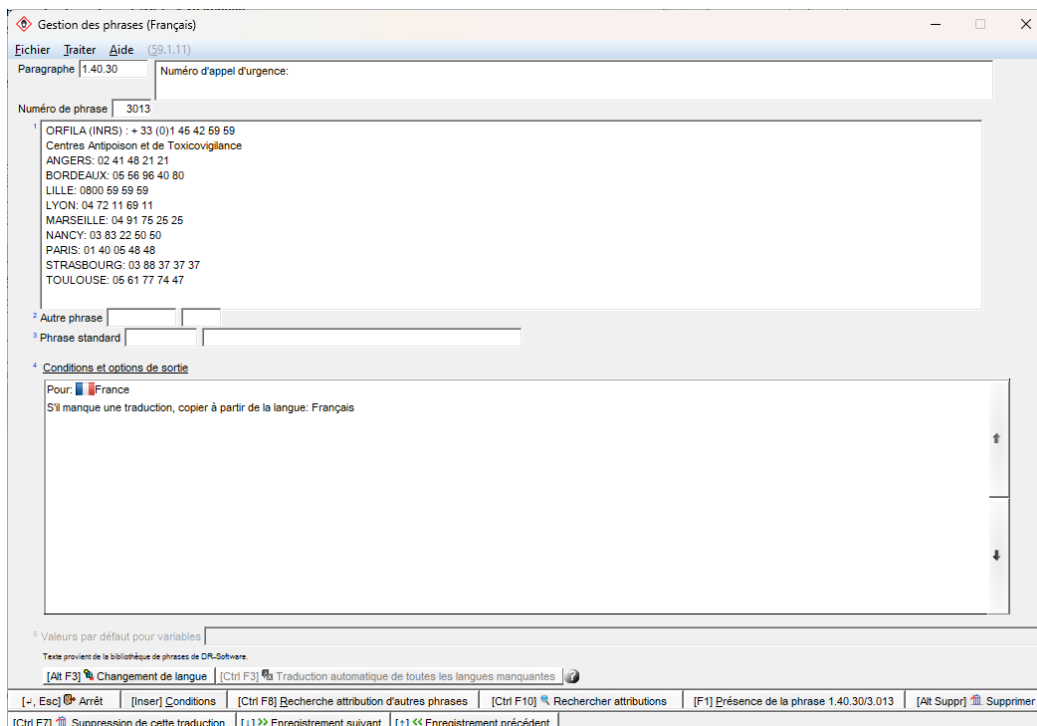 Gestion des phrases (Français)
Fichier Traiter Aide (59.1.11)
Paragraphe 1.40.30 Numéro d'appel d'urgence:
Numéro de phrase 3013
1 ORFILA (INRS) : + 33 (0)1 45 42 59 59
Centres Antipoison et de Toxicovigilance
ANGERS: 02 41 48 21 21
BORDEAUX: 05 56 96 40 80
LILLE: 0800 59 59 59
LYON: 04 72 11 69 11
MARSEILLE: 04 91 75 25 25
NANCY: 03 83 22 50 50
PARIS: 01 40 05 48 48
STRASBOURG: 03 88 37 37 37
TOULOUSE: 05 61 77 74 47
2 Autre phrase
3 Phrase standard
4 Conditions et options de sortie
Pour: France
S'il manque une traduction, copier à partir de la langue: Français
5 Valeurs par défaut pour variables
Texte provient de la bibliothèque de phrases de DR-Software.
[Alt F3] Changement de langue [Ctrl F3] Traduction automatique de toutes les langues manquantes
[↵, Esc] Arrêt [Inser] Conditions [Ctrl F8] Recherche attribution d'autres phrases [Ctrl F10] Rechercher attributions [F1] Présence de la phrase 1.40.30/3.013 [Alt Suppr] Supprimer
[Ctrl F7] Suppression de cette traduction [↓] >> Enregistrement suivant [↑] << Enregistrement précédent